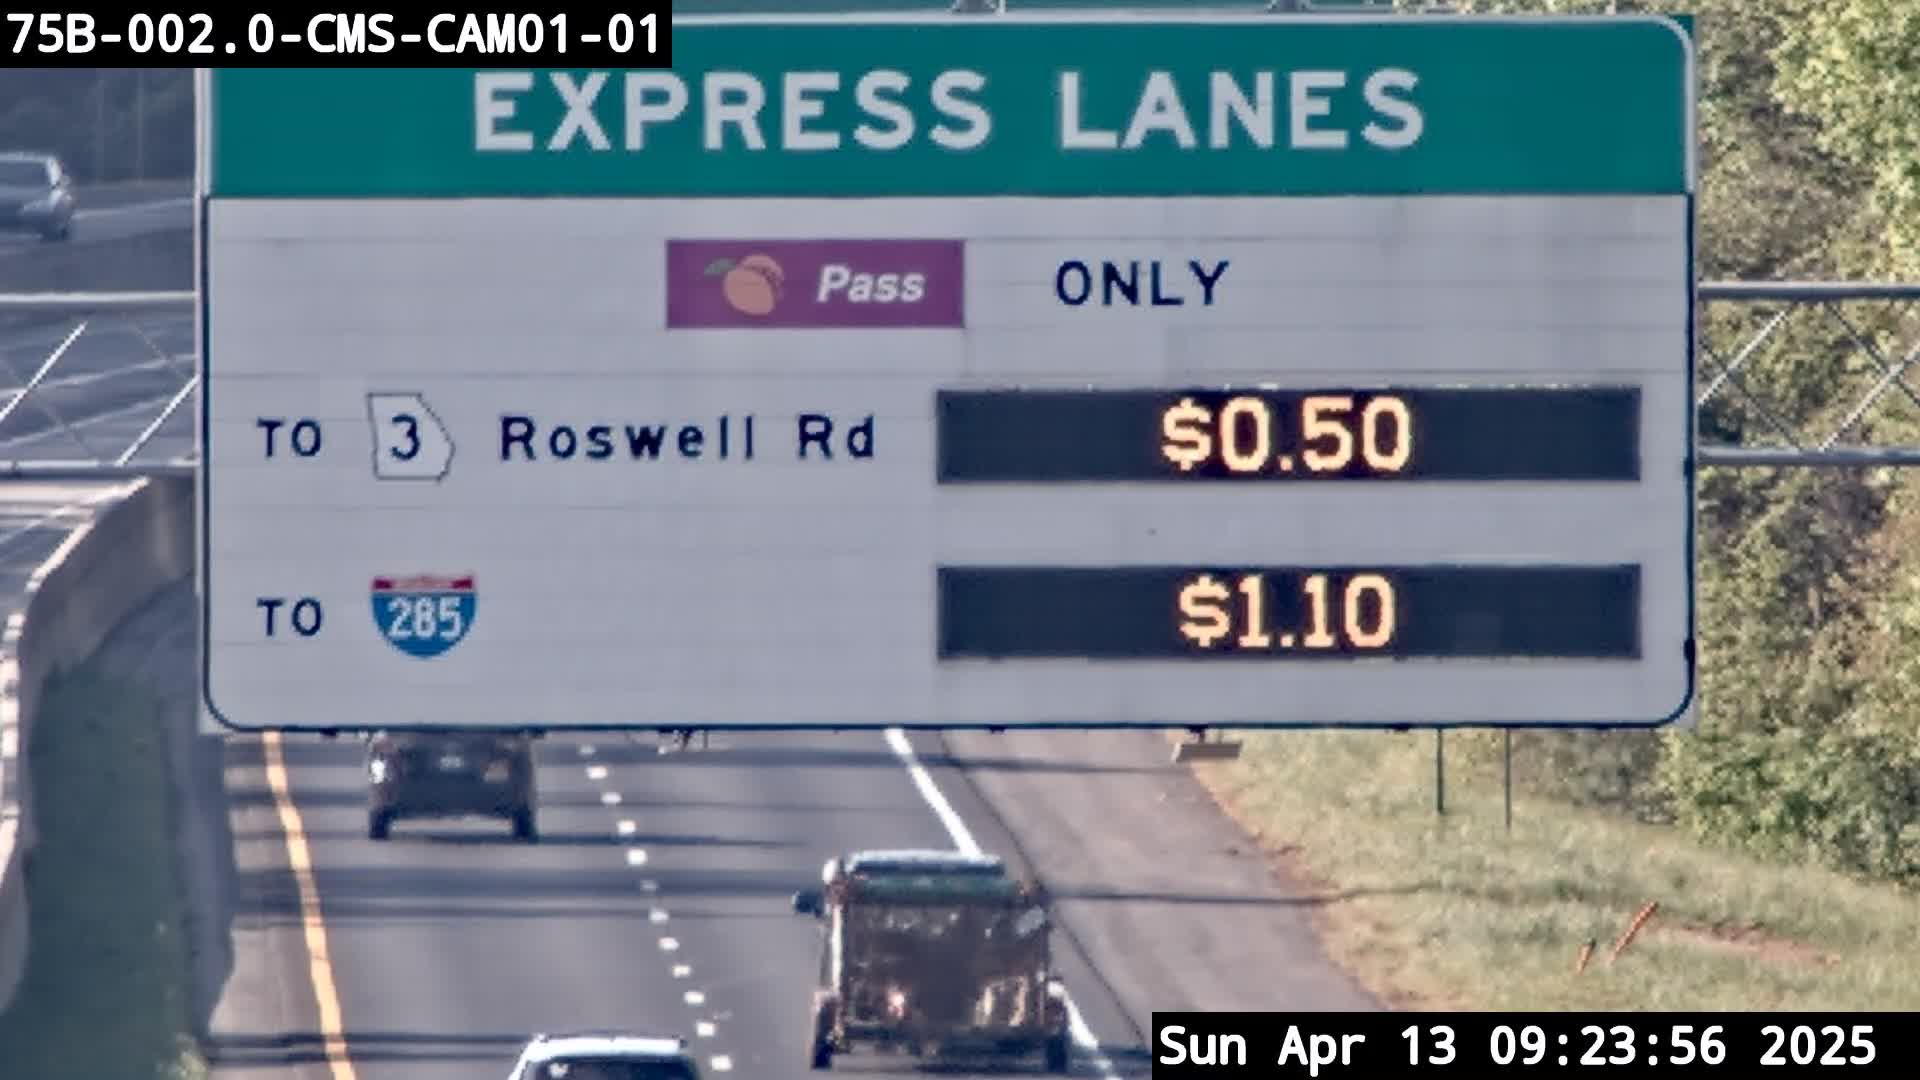 75B-002.0-CMS-CAM01-01
EXPRESS LANES
Pass ONLY
TO 3 Roswell Rd $0.50
TO 285 $1.10
Sun Apr 13 09:23:56 2025